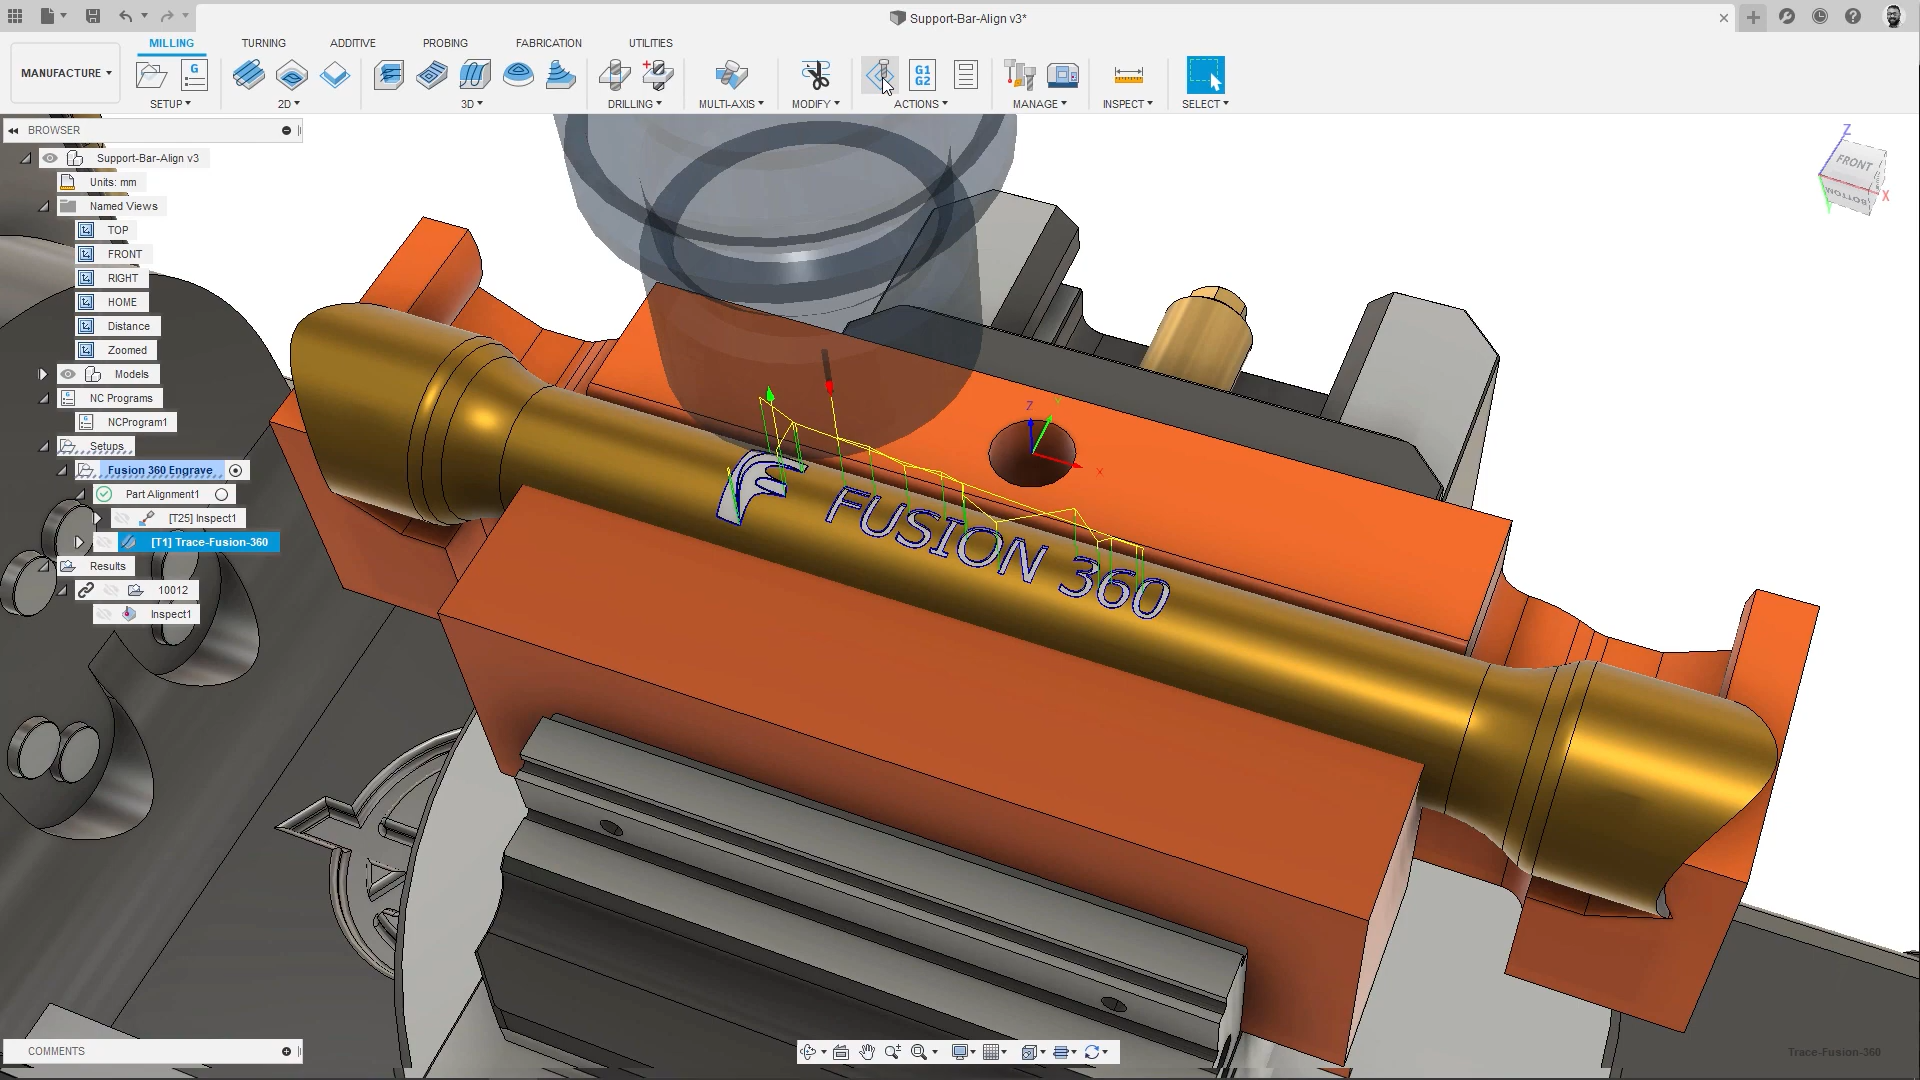 Support-Bar-Align v3*
MILLING TURNING ADDITIVE PROBING FABRICATION UTILITIES
MANUFACTURE
G
G1
G2
SETUP 2D 3D DRILLING MULTI-AXIS MODIFY ACTIONS MANAGE INSPECT SELECT
BROWSER
Support-Bar-Align v3
Units: mm
Named Views
TOP
FRONT
RIGHT
HOME
Distance
Zoomed
Models
NC Programs
NCProgram1
Setups
Fusion 360 Engrave
Part Alignment1
[T25] Inspect1
[T1] Trace-Fusion-360
Results
10012
Inspect1
Z
FRONT
BOTTOM
X
Z
Y
X
F FUSION 360
COMMENTS
Trace-Fusion-360